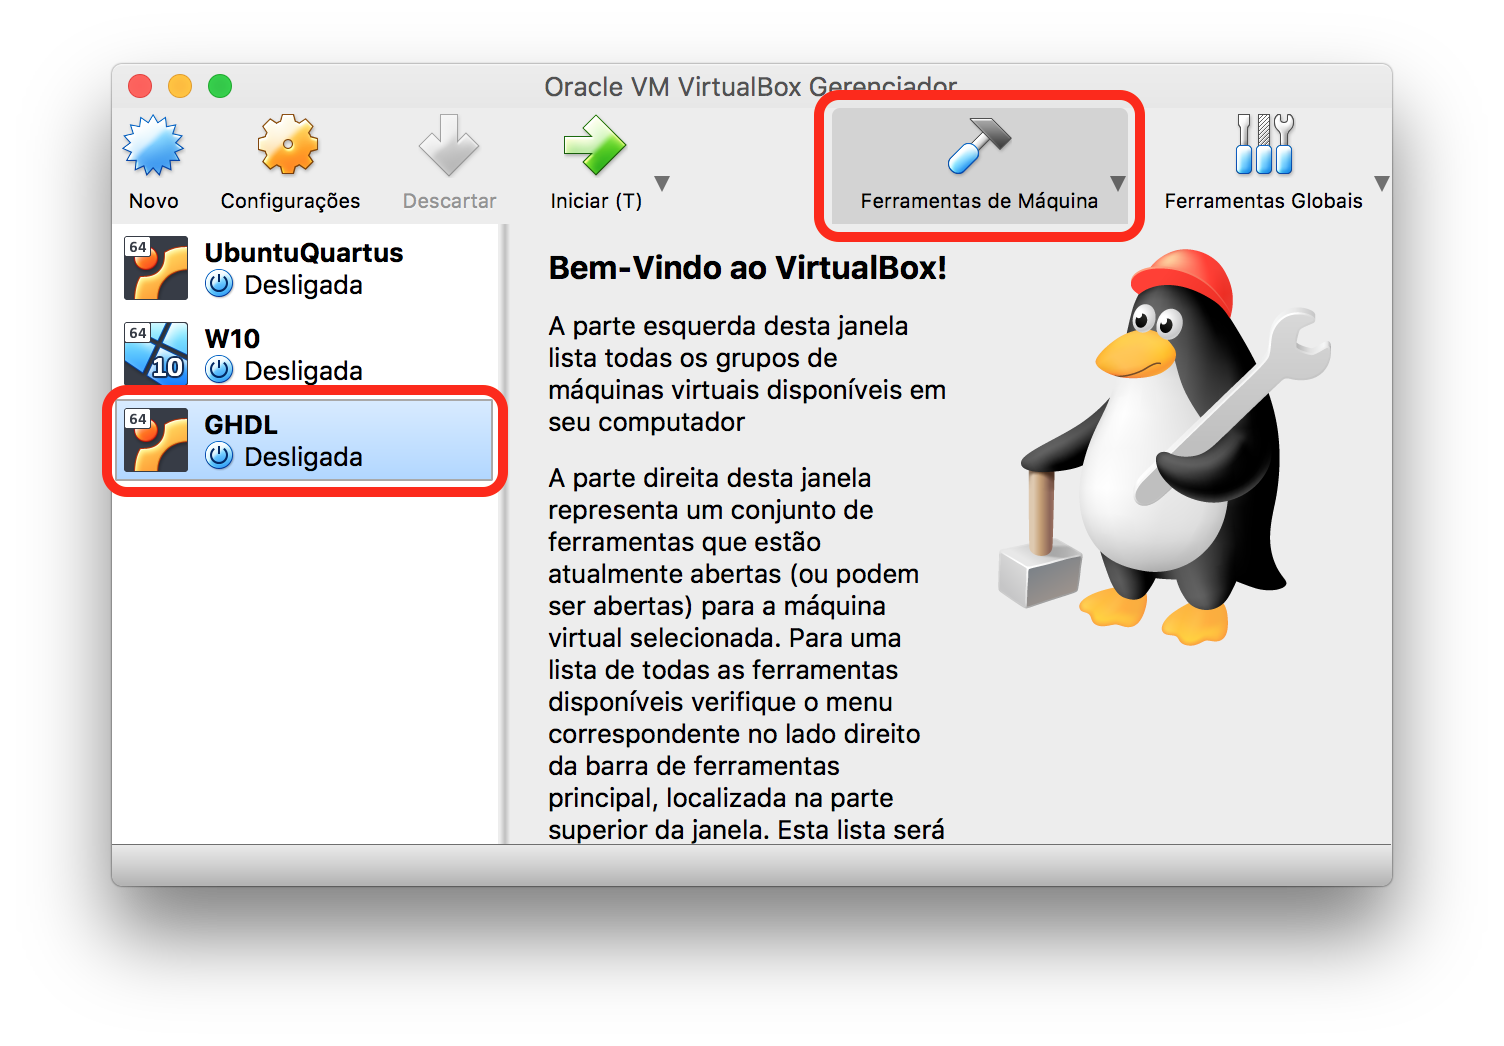 Oracle VM VirtualBox Gerenciador
Novo
Configurações
Descartar
Iniciar (T)
Ferramentas de Máquina
Ferramentas Globais
64
UbuntuQuartus
Desligada
64
10
W10
Desligada
64
GHDL
Desligada
Bem-Vindo ao VirtualBox!
A parte esquerda desta janela
lista todas os grupos de
máquinas virtuais disponíveis em
seu computador
A parte direita desta janela
representa um conjunto de
ferramentas que estão
atualmente abertas (ou podem
ser abertas) para a máquina
virtual selecionada. Para uma
lista de todas as ferramentas
disponíveis verifique o menu
correspondente no lado direito
da barra de ferramentas
principal, localizada na parte
superior da janela. Esta lista será